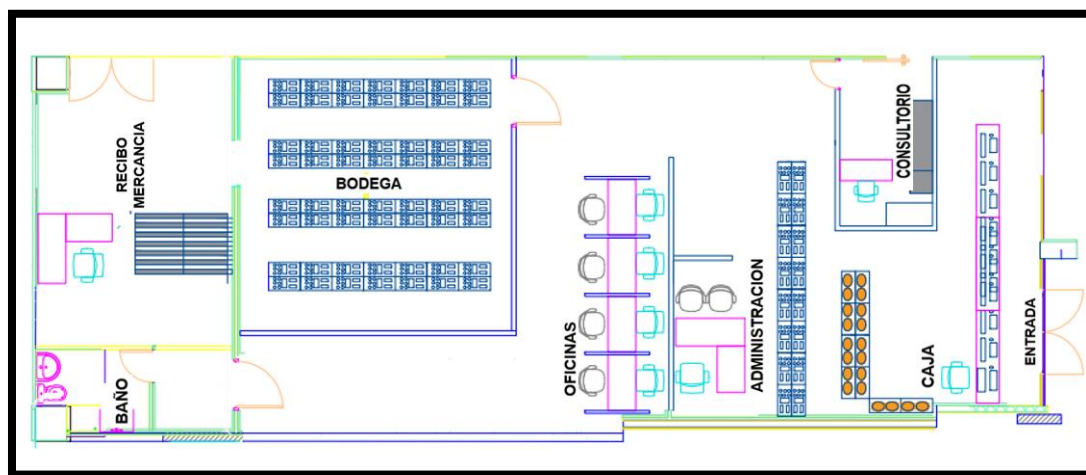 RECIBO
MERCANCIA
BODEGA
BAÑO
OFICINAS
ADMINISTRACION
CONSULTORIO
CAJA
ENTRADA